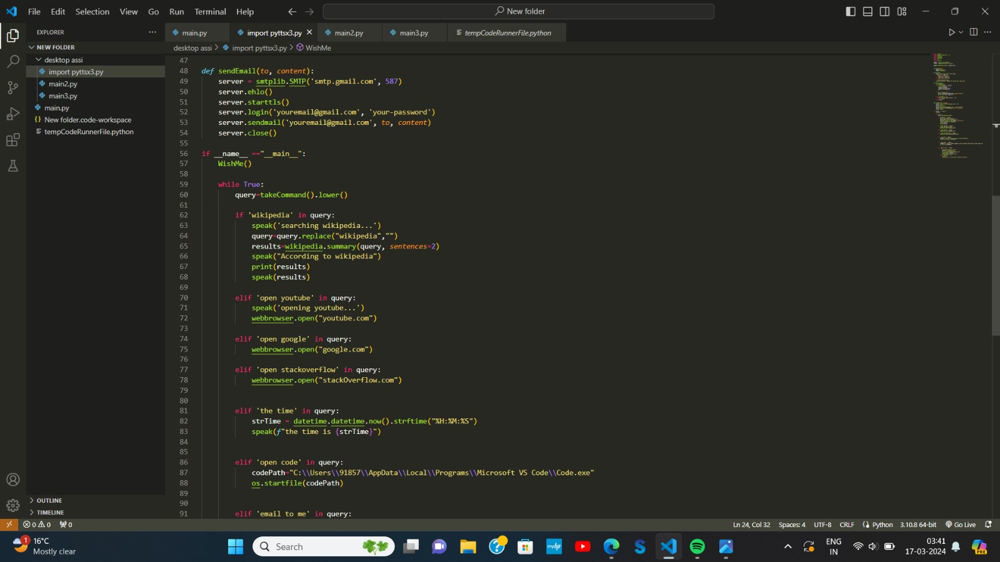 File Edit Selection View Go Run Terminal Help
New folder
EXPLORER
main.py
import pyttsx3.py
main2.py
main3.py
tempCodeRunnerFile.python
NEW FOLDER
desktop assi
import pyttsx3.py
main2.py
main3.py
main.py
New folder.code-workspace
tempCodeRunnerFile.python
OUTLINE
TIMELINE
desktop assi > import pyttsx3.py > WishMe
47
48 def sendEmail(to, content):
49 server = smtplib.SMTP('smtp.gmail.com', 587)
50 server.ehlo()
51 server.starttls()
52 server.login('youremail@gmail.com', 'your-password')
53 server.sendmail('youremail@gmail.com', to, content)
54 server.close()
55
56 if __name__ =="__main__":
57 WishMe()
58
59 while True:
60 query=takeCommand().lower()
61
62 if 'wikipedia' in query:
63 speak('searching wikipedia...')
64 query=query.replace("wikipedia","")
65 results=wikipedia.summary(query, sentences=2)
66 speak("According to wikipedia")
67 print(results)
68 speak(results)
69
70 elif 'open youtube' in query:
71 speak('opening youtube...')
72 webbrowser.open("youtube.com")
73
74 elif 'open google' in query:
75 webbrowser.open("google.com")
76
77 elif 'open stackoverflow' in query:
78 webbrowser.open("stackOverflow.com")
79
80
81 elif 'the time' in query:
82 strTime = datetime.datetime.now().strftime("%H:%M:%S")
83 speak(f"the time is {strTime}")
84
85
86 elif 'open code' in query:
87 codePath="C:\\Users\\91857\\AppData\\Local\\Programs\\Microsoft VS Code\\Code.exe"
88 os.startfile(codePath)
89
90
91 elif 'email to me' in query:
0 0 0
Ln 24, Col 32 Spaces: 4 UTF-8 CRLF Python 3.10.8 64-bit Go Live
1
16°C
Mostly clear
Search
myhp
S
PRE
ENG
IN
03:41
17-03-2024